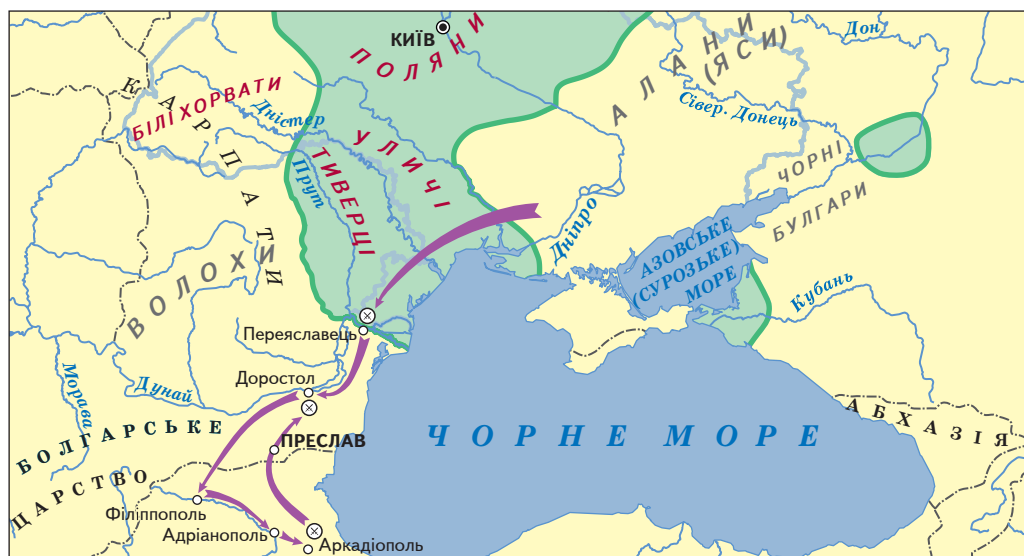 КИЇВ
ПОЛЯНИ
АЛАНИ
(ЯСИ)
Дон
Сівер. Донець
КАРПАТИ
БІЛІ ХОРВАТИ
Дністер
УЛИЧІ
ТИВЕРЦІ
Прут
ЧОРНІ
БУЛГАРИ
Дніпро
АЗОВСЬКЕ
(СУРОЗЬКЕ)
МОРЕ
Кубань
ВОЛОХИ
Переяславець
Доростол
Морава
Дунай
БОЛГАРСЬКЕ
ЦАРСТВО
ПРЕСЛАВ
ЧОРНЕ МОРЕ
АБХАЗІЯ
Філіппополь
Адріанополь
Аркадіополь